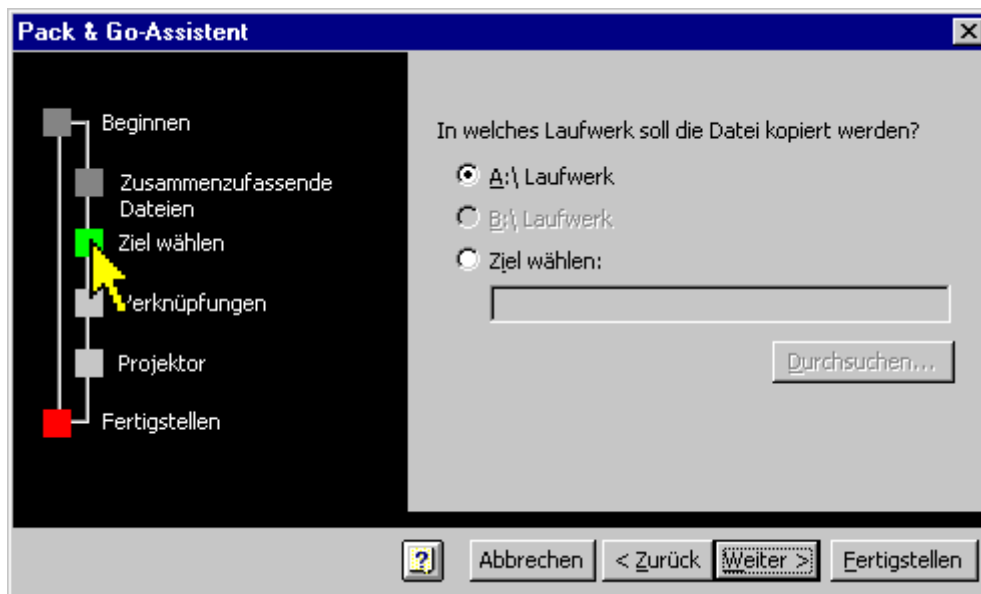 Pack & Go-Assistent
Beginnen
Zusammenzufassende
Dateien
Ziel wählen
erknüpfungen
Projektor
Fertigstellen
In welches Laufwerk soll die Datei kopiert werden?
A:\ Laufwerk
B:\ Laufwerk
Ziel wählen:
Durchsuchen...
? Abbrechen < Zurück Weiter > Fertigstellen